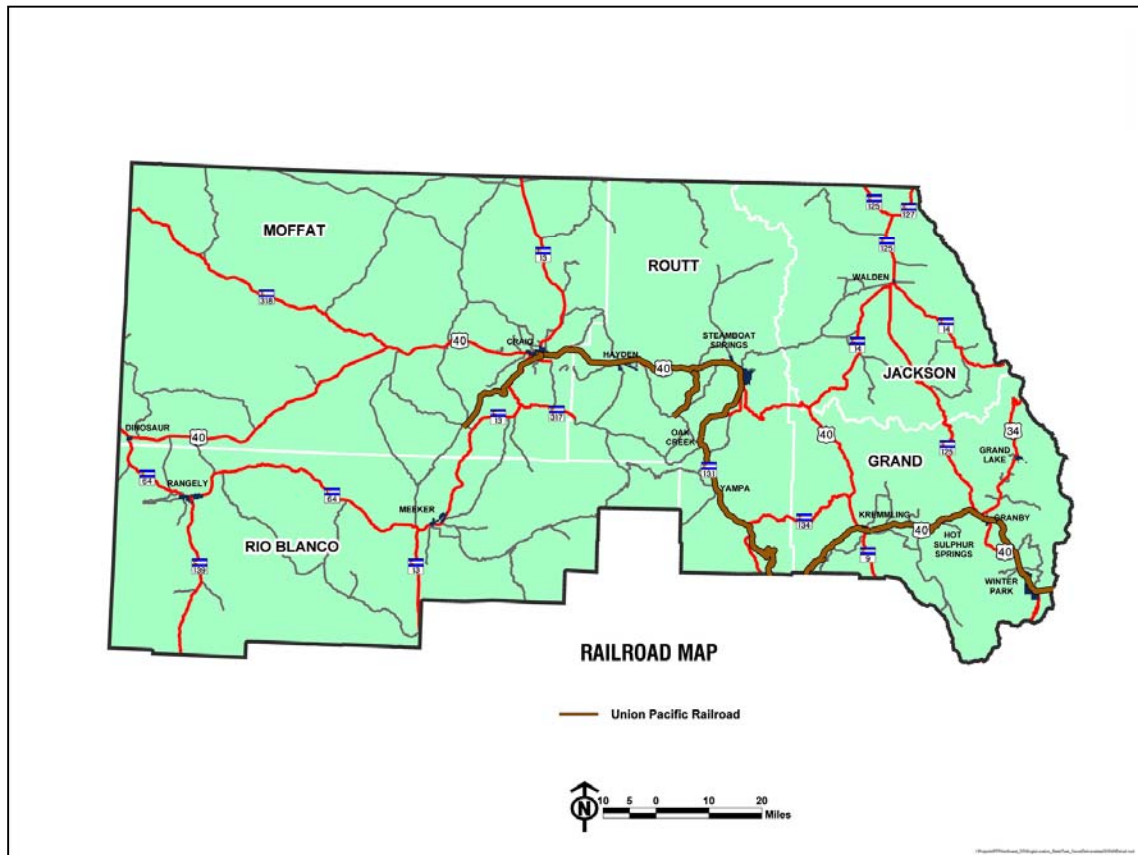 125
127
MOFFAT
125
ROUTT
13
WALDEN
318
14
STEAMBOAT
SPRINGS
40
CRAIG
14
HAYDEN
40
JACKSON
13
317
34
DINOSAUR
40
OAK
CREEK
40
125
GRAND
LAKE
GRAND
64
131
RANGELY
YAMPA
64
MEEKER
134
KREMMLING
GRANBY
40
HOT
SULPHUR
SPRINGS
40
RIO BLANCO
9
139
13
WINTER
PARK
RAILROAD MAP
Union Pacific Railroad
N
10 5 0 10 20
Miles